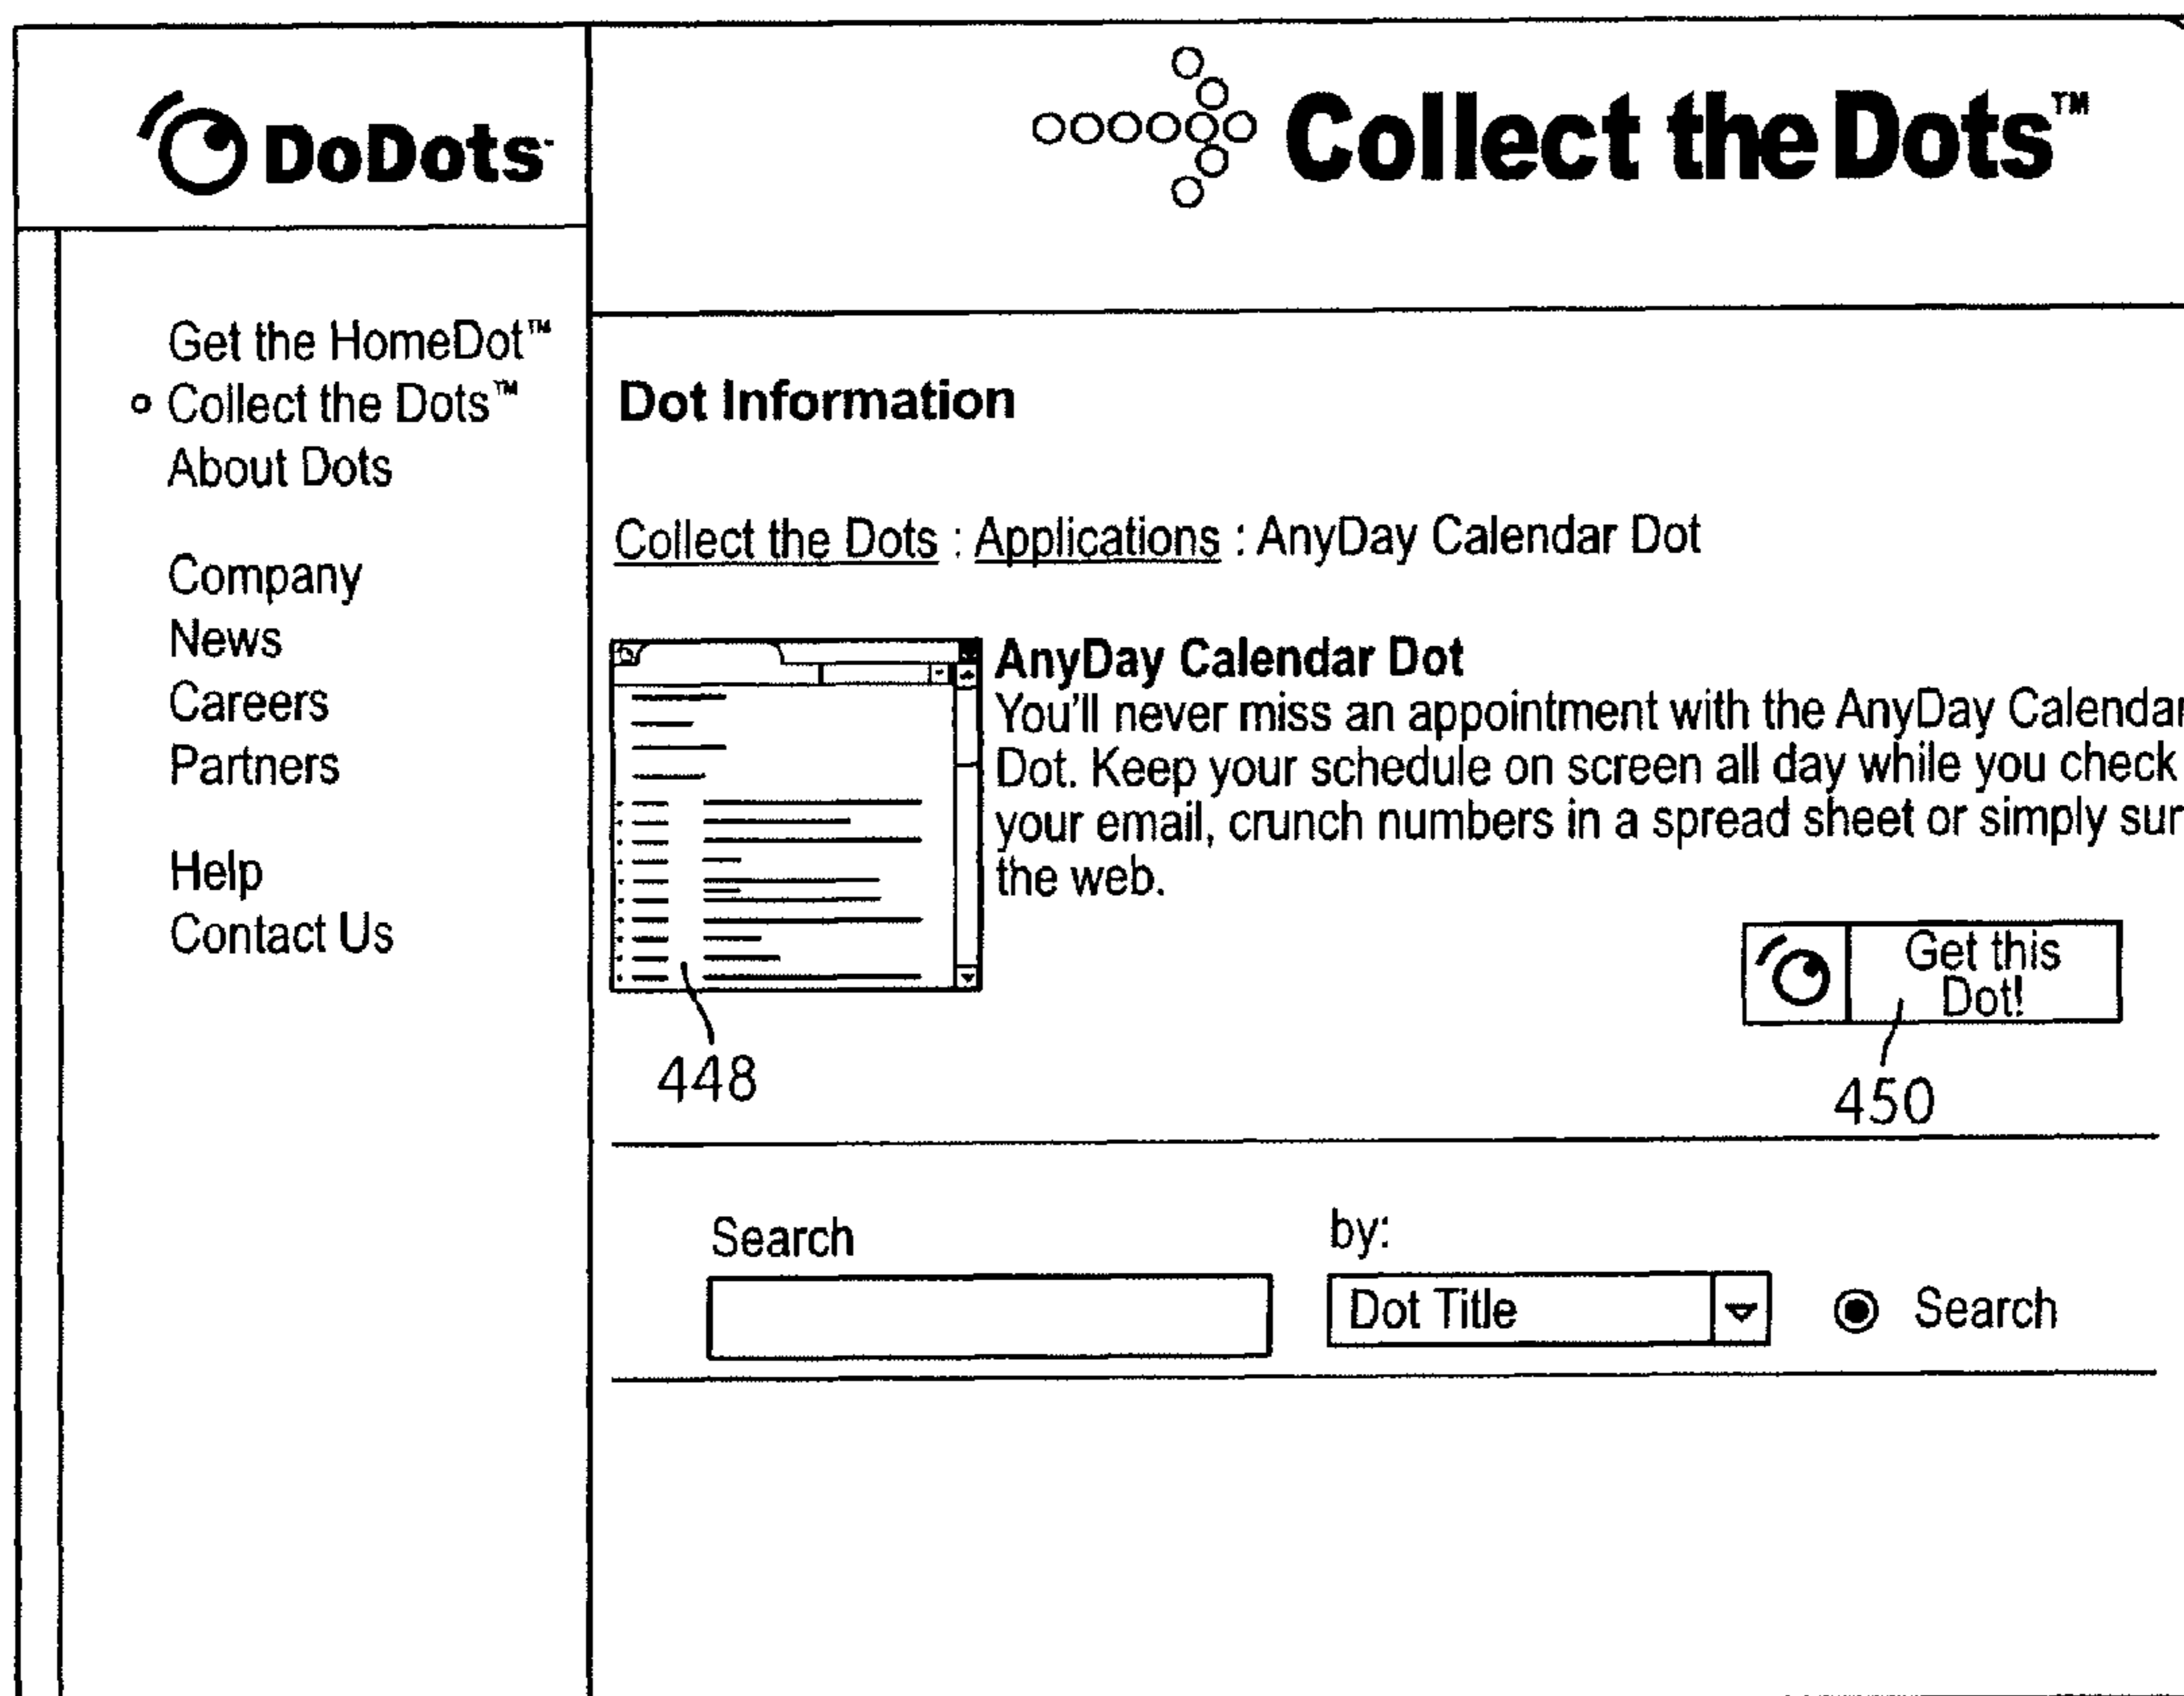 DoDots
Collect the Dots™
Get the HomeDot™
Collect the Dots™
About Dots
Company
News
Careers
Partners
Help
Contact Us
Dot Information
Collect the Dots : Applications : AnyDay Calendar Dot
AnyDay Calendar Dot
You'll never miss an appointment with the AnyDay Calendar
Dot. Keep your schedule on screen all day while you check
your email, crunch numbers in a spread sheet or simply sur
the web.
Get this
Dot!
448
450
Search
by:
Dot Title
Search